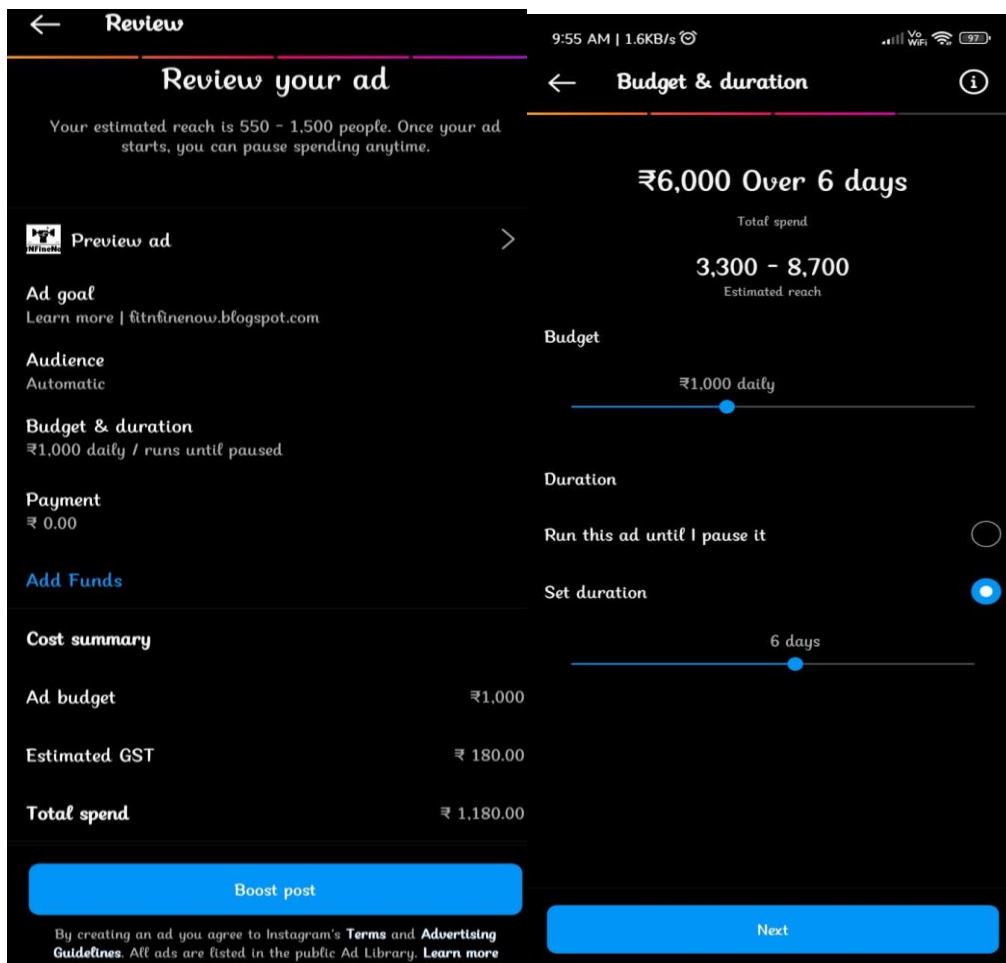 Review
Review your ad
Your estimated reach is 550 - 1,500 people. Once your ad
starts, you can pause spending anytime.
NFineNo
Preview ad
Ad goal
Learn more | fitnfinenow.blogspot.com
Audience
Automatic
Budget & duration
₹1,000 daily / runs until paused
Payment
₹ 0.00
Add Funds
Cost summary
Ad budget ₹1,000
Estimated GST ₹ 180.00
Total spend ₹ 1,180.00
Boost post
By creating an ad you agree to Instagram's Terms and Advertising
Guidelines. All ads are listed in the public Ad Library. Learn more
9:55 AM | 1.6KB/s
Vo
WiFi
97
Budget & duration
₹6,000 Over 6 days
Total spend
3,300 - 8,700
Estimated reach
Budget
₹1,000 daily
Duration
Run this ad until I pause it
Set duration
6 days
Next